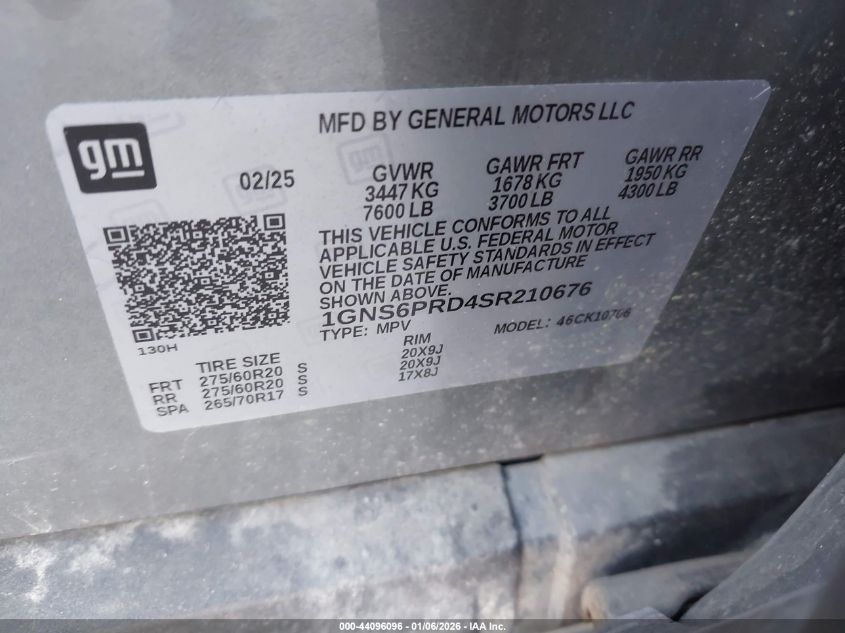 gm
MFD BY GENERAL MOTORS LLC
02/25
GVWR GAWR FRT GAWR RR
3447 KG 1678 KG 1950 KG
7600 LB 3700 LB 4300 LB
THIS VEHICLE CONFORMS TO ALL
APPLICABLE U.S. FEDERAL MOTOR
VEHICLE SAFETY STANDARDS IN EFFECT
ON THE DATE OF MANUFACTURE
SHOWN ABOVE.
1GNS6PRD4SR210676
TYPE: MPV MODEL: 46CK10706
130H
TIRE SIZE RIM
FRT 275/60R20 S 20X9J
RR 275/60R20 S 20X9J
SPA 265/70R17 S 17X8J
000-44096096 - 01/06/2026 - IAA Inc.